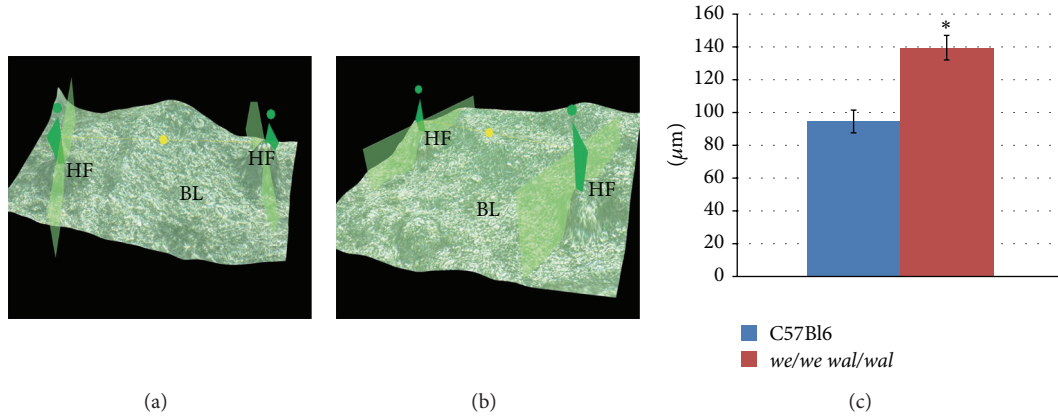 HF
HF
BL
(a)
HF
BL
HF
(b)
160
140
120
100
80
60
40
20
0
(μm)
*
C57Bl6
we/we wal/wal
(c)